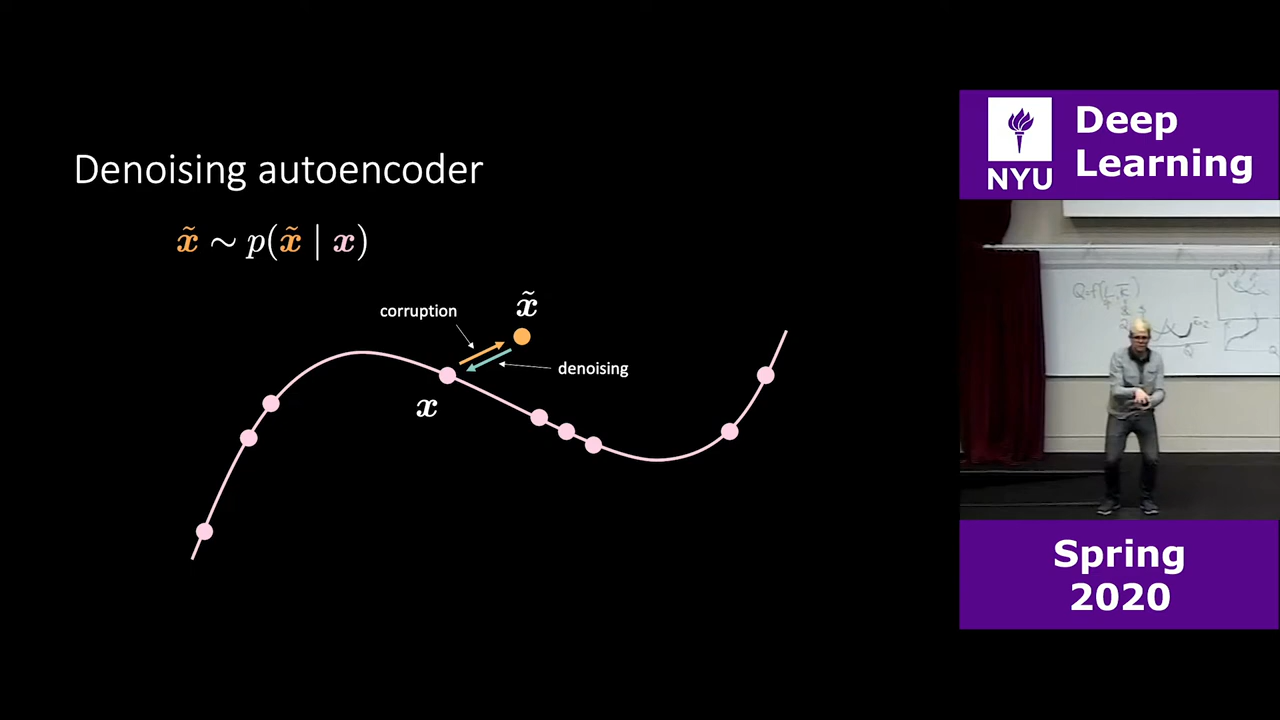 Denoising autoencoder
x̃ ∼ p(x̃ | x)
corruption
x̃
denoising
x
NYU
Deep
Learning
Q=f(L,K)
Spring
2020